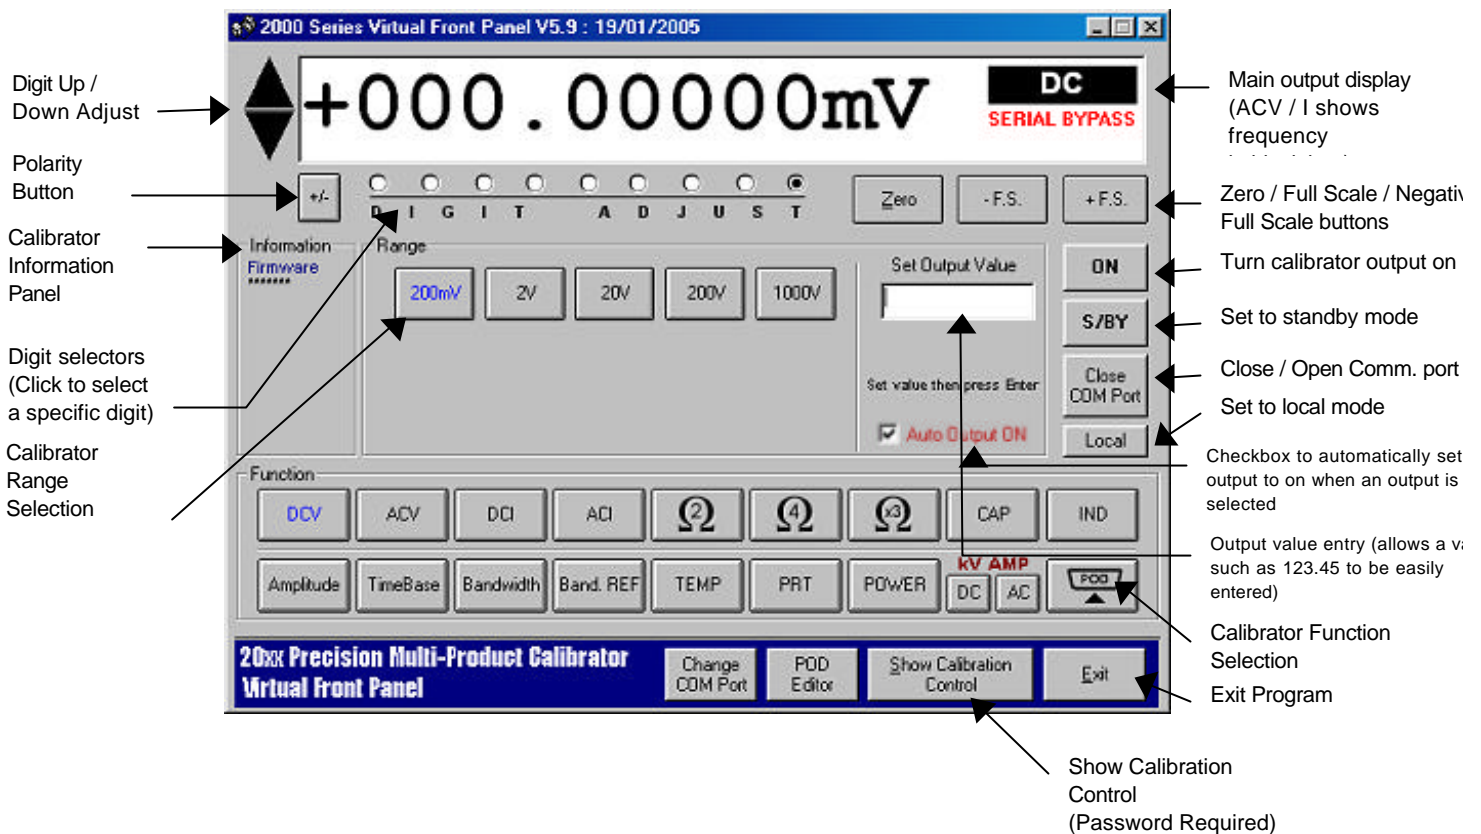 2000 Series Virtual Front Panel V5.9 : 19/01/2005
+000.00000mV
DC
SERIAL BYPASS
+/-
D I G I T A D J U S T
Zero
- F.S.
+ F.S.
Information
Firmware
*******
Range
200mV
2V
20V
200V
1000V
Set Output Value
Set value then press Enter
Auto Output ON
ON
S/BY
Close
COM Port
Local
Function
DCV
ACV
DCI
ACI
2 Ω
4 Ω
x3 Ω
CAP
IND
Amplitude
TimeBase
Bandwidth
Band. REF
TEMP
PRT
POWER
kV AMP
DC
AC
POD
20xx Precision Multi-Product Calibrator
Virtual Front Panel
Change
COM Port
POD
Editor
Show Calibration
Control
Exit
Digit Up /
Down Adjust
Polarity
Button
Calibrator
Information
Panel
Digit selectors
(Click to select
a specific digit)
Calibrator
Range
Selection
Main output display
(ACV / I shows
frequency
Zero / Full Scale / Negativ
Full Scale buttons
Turn calibrator output on
Set to standby mode
Close / Open Comm. port
Set to local mode
Checkbox to automatically set
output to on when an output is
selected
Output value entry (allows a va
such as 123.45 to be easily
entered)
Calibrator Function
Selection
Exit Program
Show Calibration
Control
(Password Required)